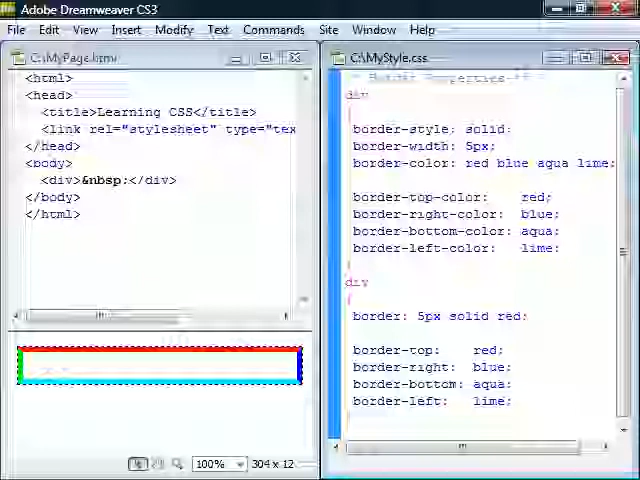 Adobe Dreamweaver CS3
File Edit View Insert Modify Text Commands Site Window Help
C:\MyPage.html
<html>
<head>
<title>Learning CSS</title>
<link rel="stylesheet" type="tex
</head>
<body>
<div>&nbsp;</div>
</body>
</html>
100% 304 x 12
C:\MyStyle.css
Border Properties
div
{
border-style: solid;
border-width: 5px;
border-color: red blue aqua lime;
border-top-color: red;
border-right-color: blue;
border-bottom-color: aqua;
border-left-color: lime;
}
div
{
border: 5px solid red;
border-top: red;
border-right: blue;
border-bottom: aqua;
border-left: lime;